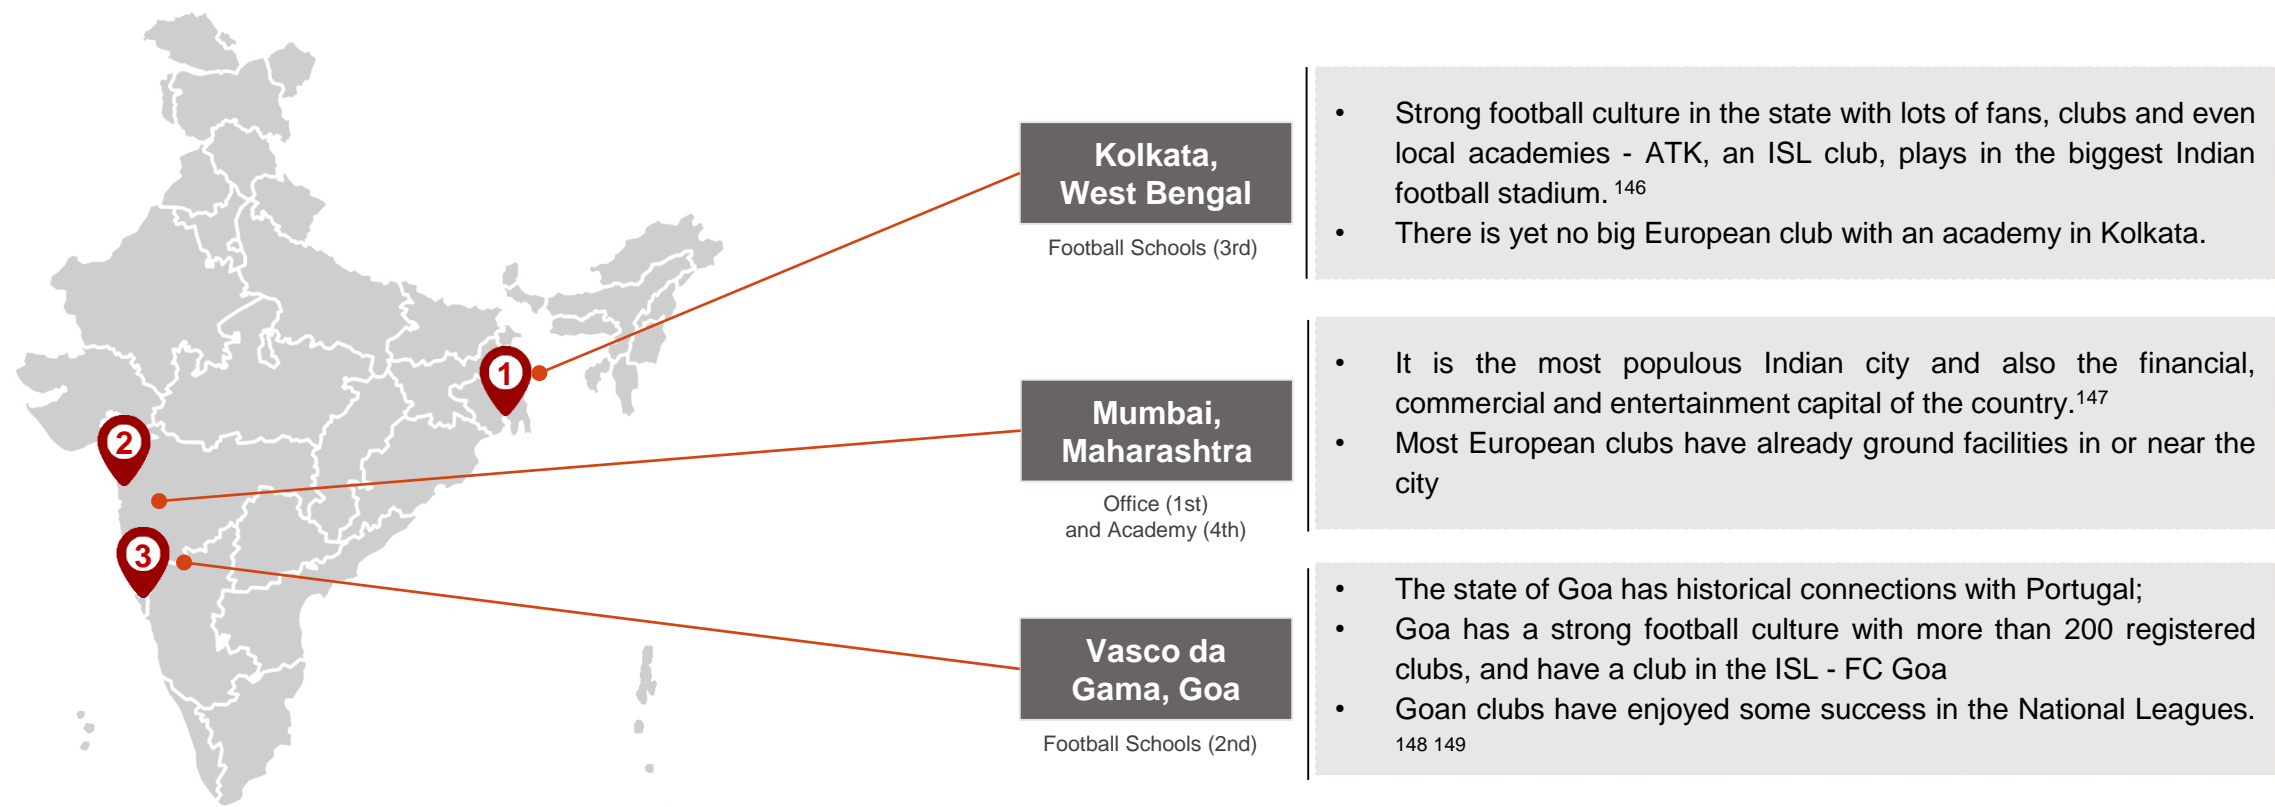 1
2
3
Kolkata,
West Bengal
Football Schools (3rd)
• Strong football culture in the state with lots of fans, clubs and even
local academies - ATK, an ISL club, plays in the biggest Indian
football stadium. 146
• There is yet no big European club with an academy in Kolkata.
Mumbai,
Maharashtra
Office (1st)
and Academy (4th)
• It is the most populous Indian city and also the financial,
commercial and entertainment capital of the country.147
• Most European clubs have already ground facilities in or near the
city
Vasco da
Gama, Goa
Football Schools (2nd)
• The state of Goa has historical connections with Portugal;
• Goa has a strong football culture with more than 200 registered
clubs, and have a club in the ISL - FC Goa
• Goan clubs have enjoyed some success in the National Leagues.
148 149